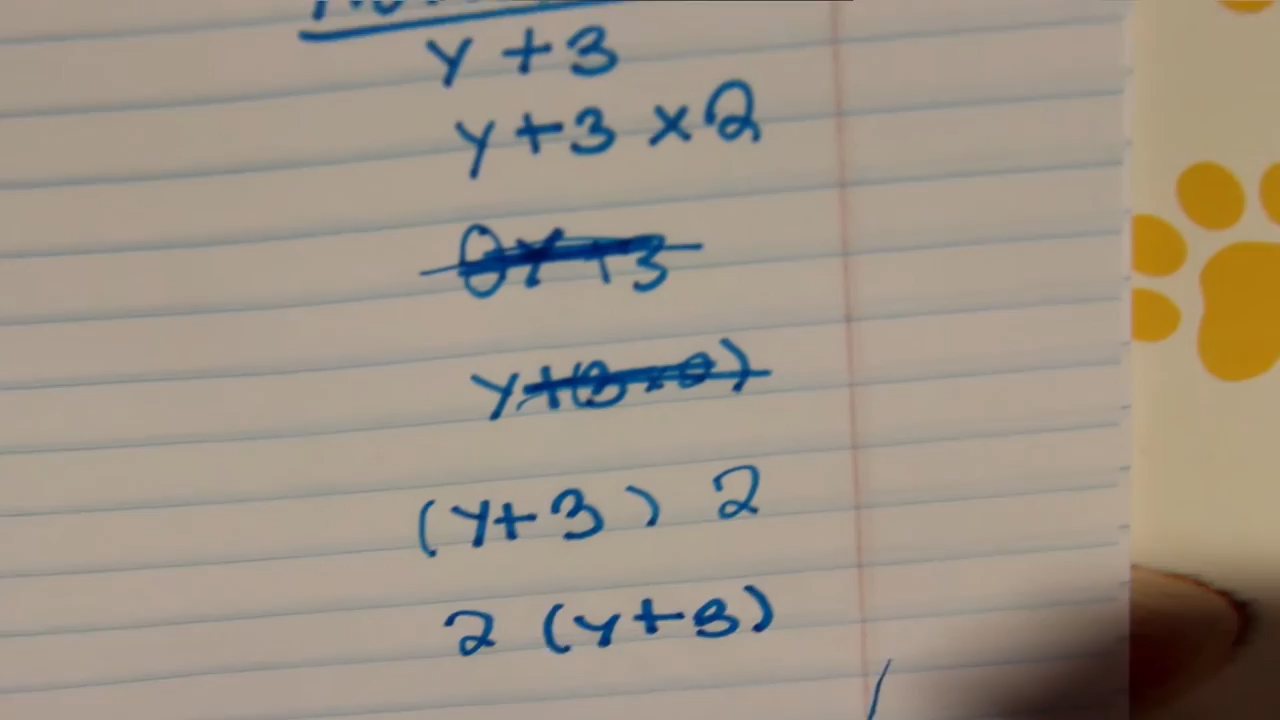 y + 3
y + 3 x 2
(y + 3) 2
2 (y + 3)